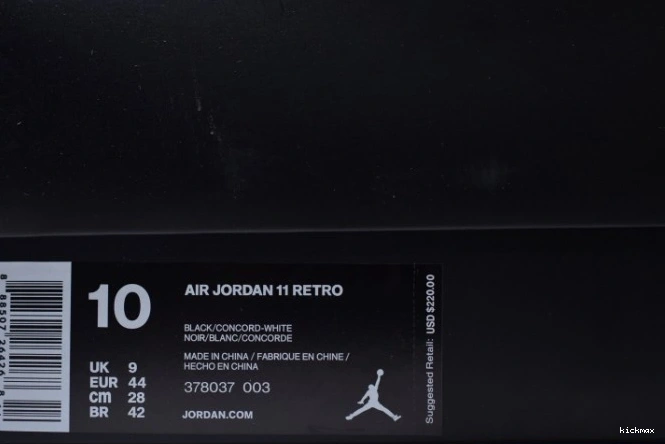 10
AIR JORDAN 11 RETRO
BLACK/CONCORD-WHITE
NOIR/BLANC/CONCORDE
MADE IN CHINA / FABRIQUE EN CHINE /
HECHO EN CHINA
378037 003
JORDAN.COM
UK 9
EUR 44
CM 28
BR 42
Suggested Retail: USD $220.00
kickmax